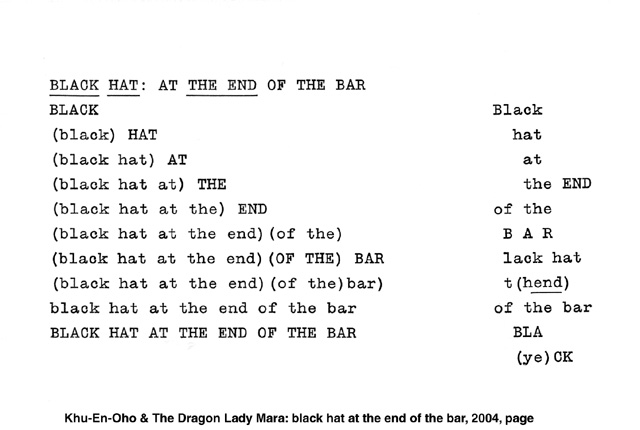 BLACK HAT: AT THE END OF THE BAR
BLACK
(black) HAT
(black hat) AT
(black hat at) THE
(black hat at the) END
(black hat at the end)(of the)
(black hat at the end)(OF THE) BAR
(black hat at the end)(of the)bar)
black hat at the end of the bar
BLACK HAT AT THE END OF THE BAR
Black
hat
at
the END
of the
B A R
lack hat
t(hend)
of the bar
BLA
(ye)CK
Khu-En-Oho & The Dragon Lady Mara: black hat at the end of the bar, 2004, page